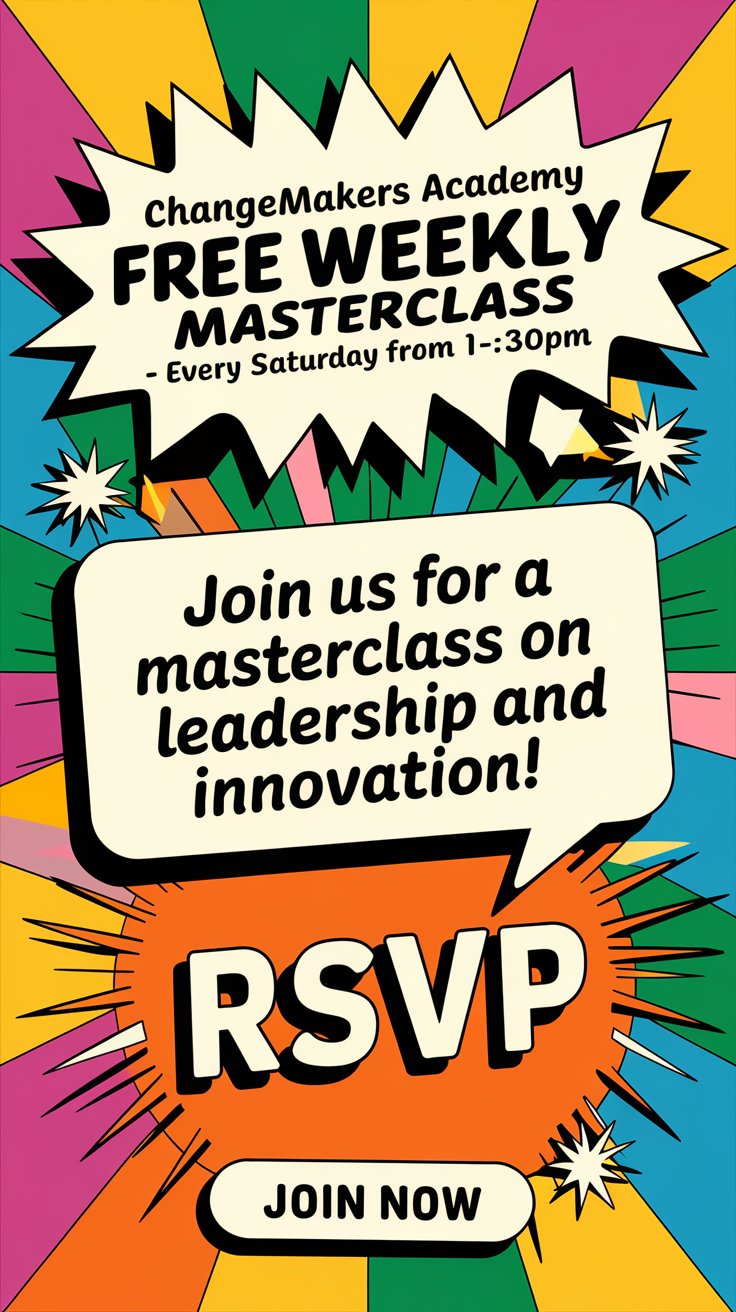 ChangeMakers Academy
FREE WEEKLY
MASTERCLASS
- Every Saturday from 1-:30pm
Join us for a
masterclass on
leadership and
innovation!
RSVP
JOIN NOW